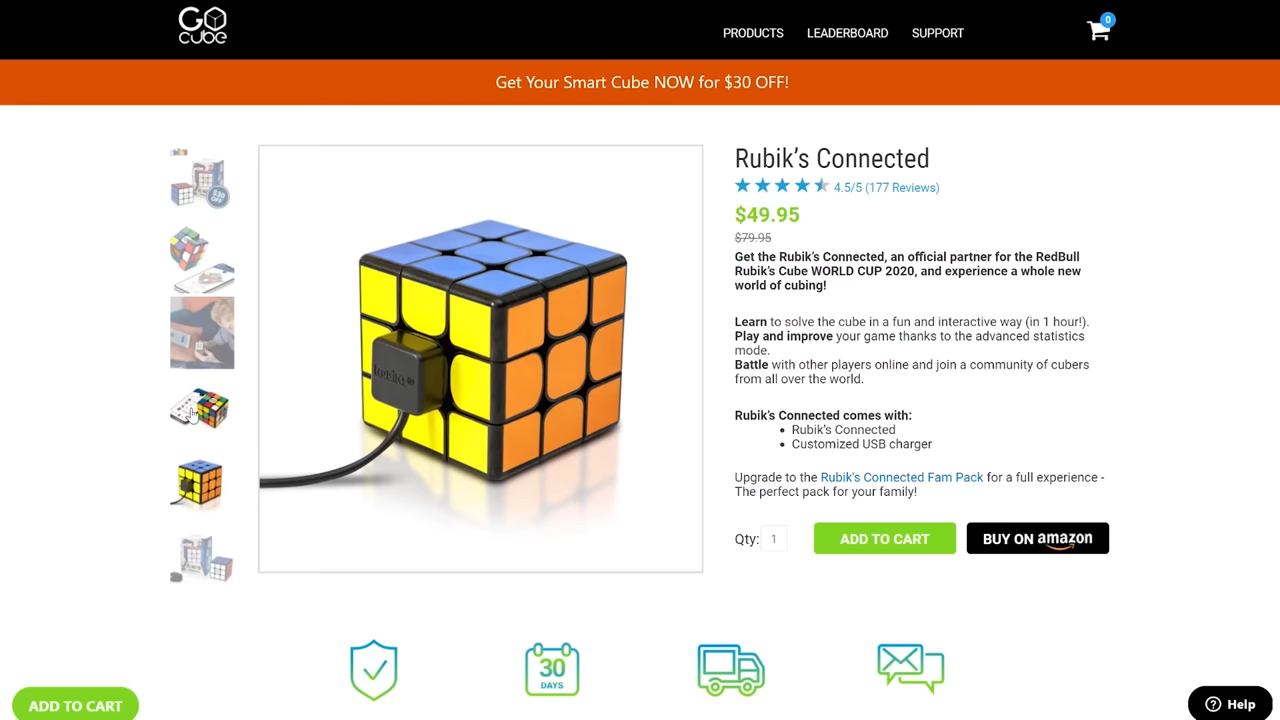 GO
CUBE
PRODUCTS
LEADERBOARD
SUPPORT
0
Get Your Smart Cube NOW for $30 OFF!
Rubik’s Connected
4.5/5 (177 Reviews)
$49.95
$79.95
Get the Rubik’s Connected, an official partner for the RedBull
Rubik’s Cube WORLD CUP 2020, and experience a whole new
world of cubing!
Learn to solve the cube in a fun and interactive way (in 1 hour!).
Play and improve your game thanks to the advanced statistics
mode.
Battle with other players online and join a community of cubers
from all over the world.
Rubik’s Connected comes with:
Rubik’s Connected
Customized USB charger
Upgrade to the Rubik's Connected Fam Pack for a full experience -
The perfect pack for your family!
Qty: 1
ADD TO CART
BUY ON amazon
$30
OFF
30
DAYS
ADD TO CART
Help